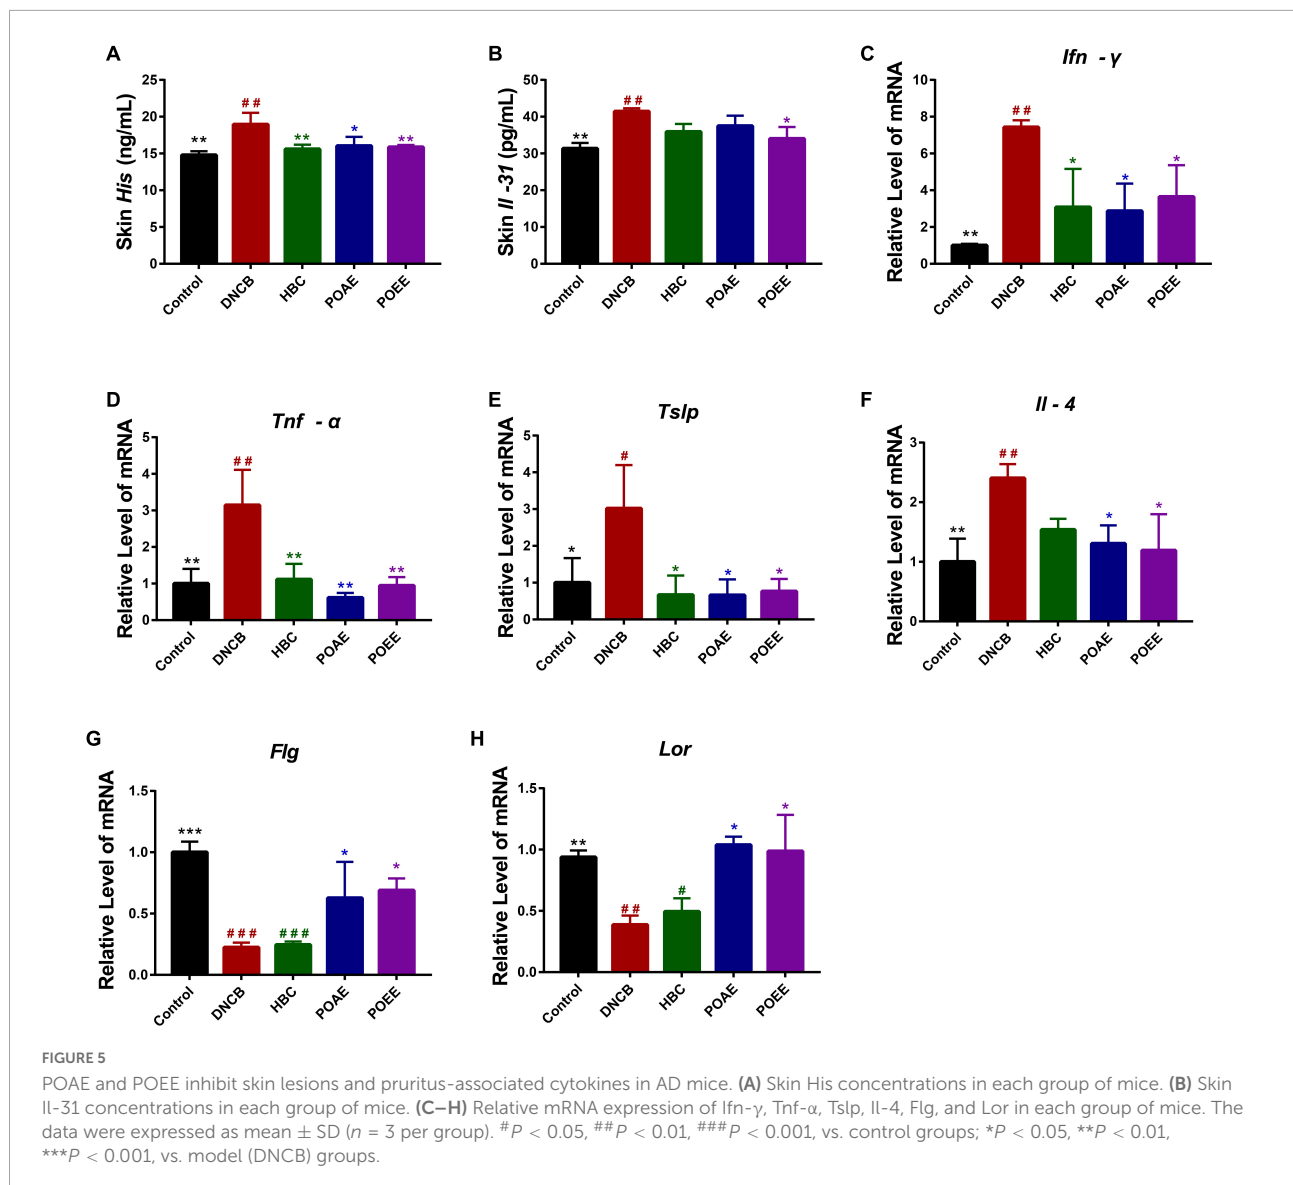 A
Skin His (ng/mL)
25
20
15
10
5
0
**
##
**
*
**
Control
DNCB
HBC
POAE
POEE
B
Skin Il -31 (pg/mL)
50
40
30
20
10
0
**
##
*
Control
DNCB
HBC
POAE
POEE
C
Ifn - γ
Relative Level of mRNA
10
8
6
4
2
0
**
##
*
*
*
Control
DNCB
HBC
POAE
POEE
D
Tnf - α
Relative Level of mRNA
5
4
3
2
1
0
**
##
**
**
**
Control
DNCB
HBC
POAE
POEE
E
Tslp
Relative Level of mRNA
5
4
3
2
1
0
*
#
*
*
*
Control
DNCB
HBC
POAE
POEE
F
Il - 4
Relative Level of mRNA
3
2
1
0
**
##
*
*
Control
DNCB
HBC
POAE
POEE
G
Flg
Relative Level of mRNA
1.5
1.0
0.5
0.0
***
###
###
*
*
Control
DNCB
HBC
POAE
POEE
H
Lor
Relative Level of mRNA
1.5
1.0
0.5
0.0
**
##
#
*
*
Control
DNCB
HBC
POAE
POEE
FIGURE 5
POAE and POEE inhibit skin lesions and pruritus-associated cytokines in AD mice. (A) Skin His concentrations in each group of mice. (B) Skin
Il-31 concentrations in each group of mice. (C–H) Relative mRNA expression of Ifn-γ, Tnf-α, Tslp, Il-4, Flg, and Lor in each group of mice. The
data were expressed as mean ± SD (n = 3 per group). #P < 0.05, ##P < 0.01, ###P < 0.001, vs. control groups; *P < 0.05, **P < 0.01,
***P < 0.001, vs. model (DNCB) groups.